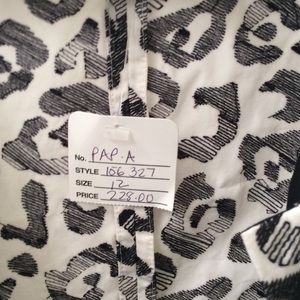 No. PAP.A
STYLE 106327
SIZE 12
PRICE 228.00